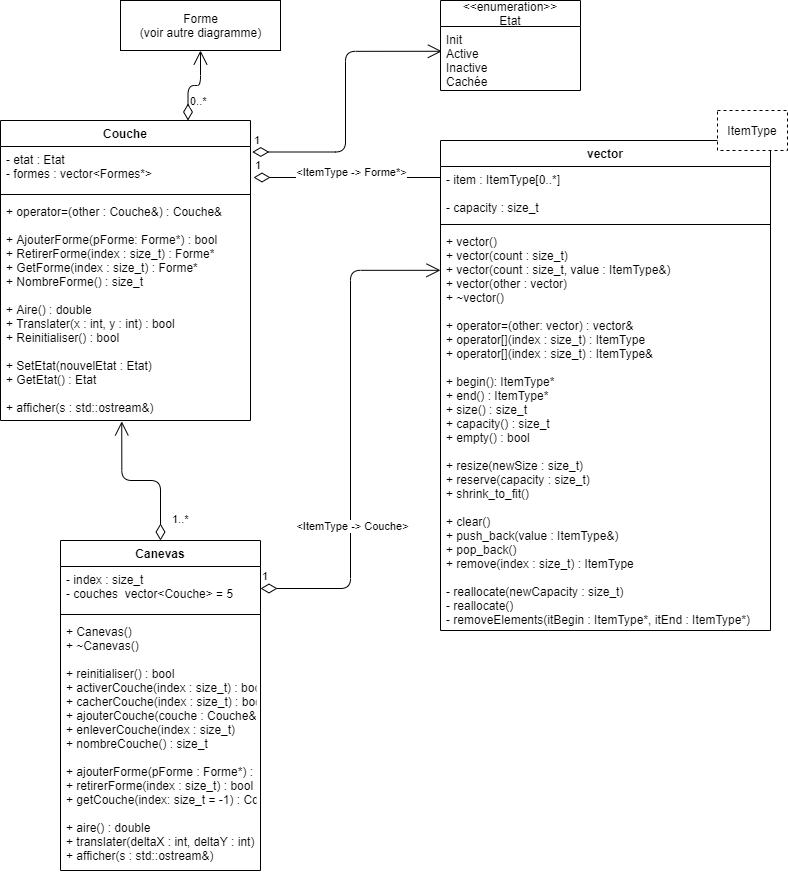 Forme
(voir autre diagramme)
<<enumeration>>
Etat
Init
Active
Inactive
Cachée
0..*
Couche
- etat : Etat
- formes : vector<Formes*>
+ operator=(other : Couche&) : Couche&
+ AjouterForme(pForme: Forme*) : bool
+ RetirerForme(index : size_t) : Forme*
+ GetForme(index : size_t) : Forme*
+ NombreForme() : size_t
+ Aire() : double
+ Translater(x : int, y : int) : bool
+ Reinitialiser() : bool
+ SetEtat(nouvelEtat : Etat)
+ GetEtat() : Etat
+ afficher(s : std::ostream&)
1
1
<ItemType -> Forme*>
ItemType
vector
- item : ItemType[0..*]
- capacity : size_t
+ vector()
+ vector(count : size_t)
+ vector(count : size_t, value : ItemType&)
+ vector(other : vector)
+ ~vector()
+ operator=(other: vector) : vector&
+ operator[](index : size_t) : ItemType
+ operator[](index : size_t) : ItemType&
+ begin(): ItemType*
+ end() : ItemType*
+ size() : size_t
+ capacity() : size_t
+ empty() : bool
+ resize(newSize : size_t)
+ reserve(capacity : size_t)
+ shrink_to_fit()
+ clear()
+ push_back(value : ItemType&)
+ pop_back()
+ remove(index : size_t) : ItemType
- reallocate(newCapacity : size_t)
- reallocate()
- removeElements(itBegin : ItemType*, itEnd : ItemType*)
1..*
<ItemType -> Couche>
1
Canevas
- index : size_t
- couches  vector<Couche> = 5
+ Canevas()
+ ~Canevas()
+ reinitialiser() : bool
+ activerCouche(index : size_t) : boo
+ cacherCouche(index : size_t) : boo
+ ajouterCouche(couche : Couche&
+ enleverCouche(index : size_t)
+ nombreCouche() : size_t
+ ajouterForme(pForme : Forme*) :
+ retirerForme(index : size_t) : bool
+ getCouche(index: size_t = -1) : Co
+ aire() : double
+ translater(deltaX : int, deltaY : int)
+ afficher(s : std::ostream&)